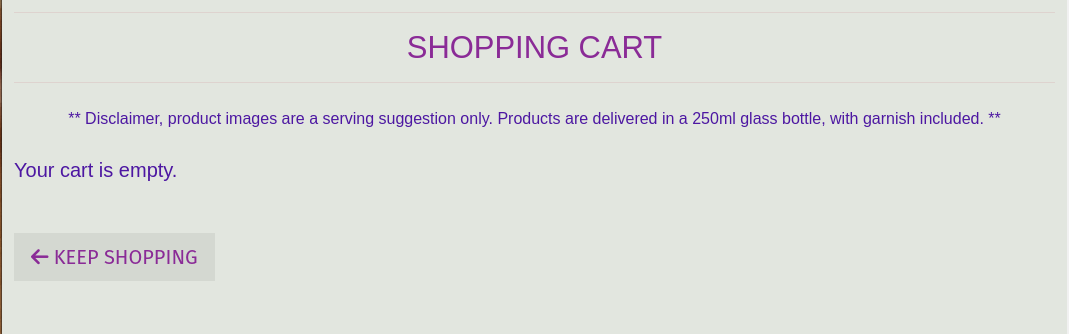 SHOPPING CART
** Disclaimer, product images are a serving suggestion only. Products are delivered in a 250ml glass bottle, with garnish included. **
Your cart is empty.
← KEEP SHOPPING